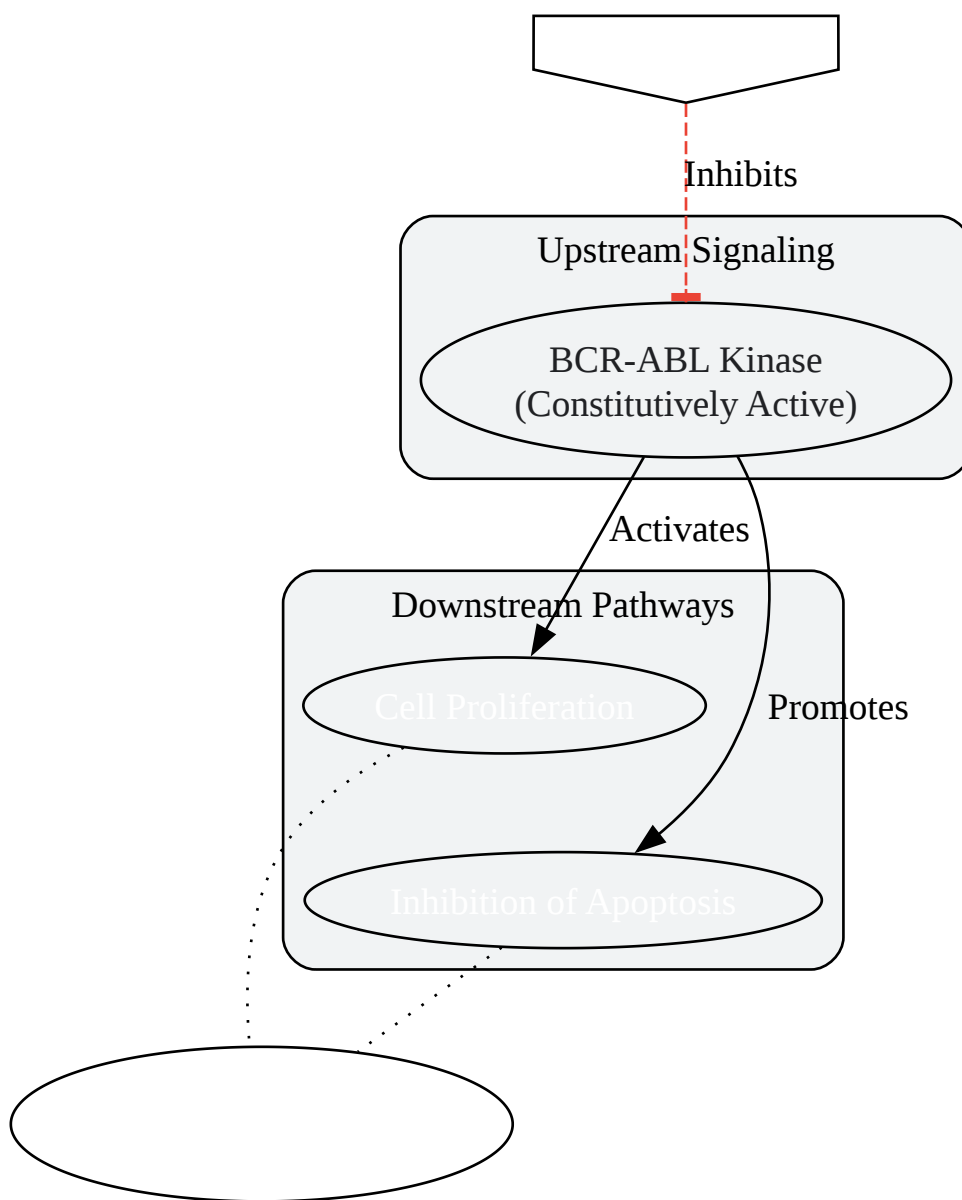 Inhibits
Upstream Signaling
BCR-ABL Kinase
(Constitutively Active)
Activates
Downstream Pathways
Cell Proliferation
Promotes
Inhibition of Apoptosis